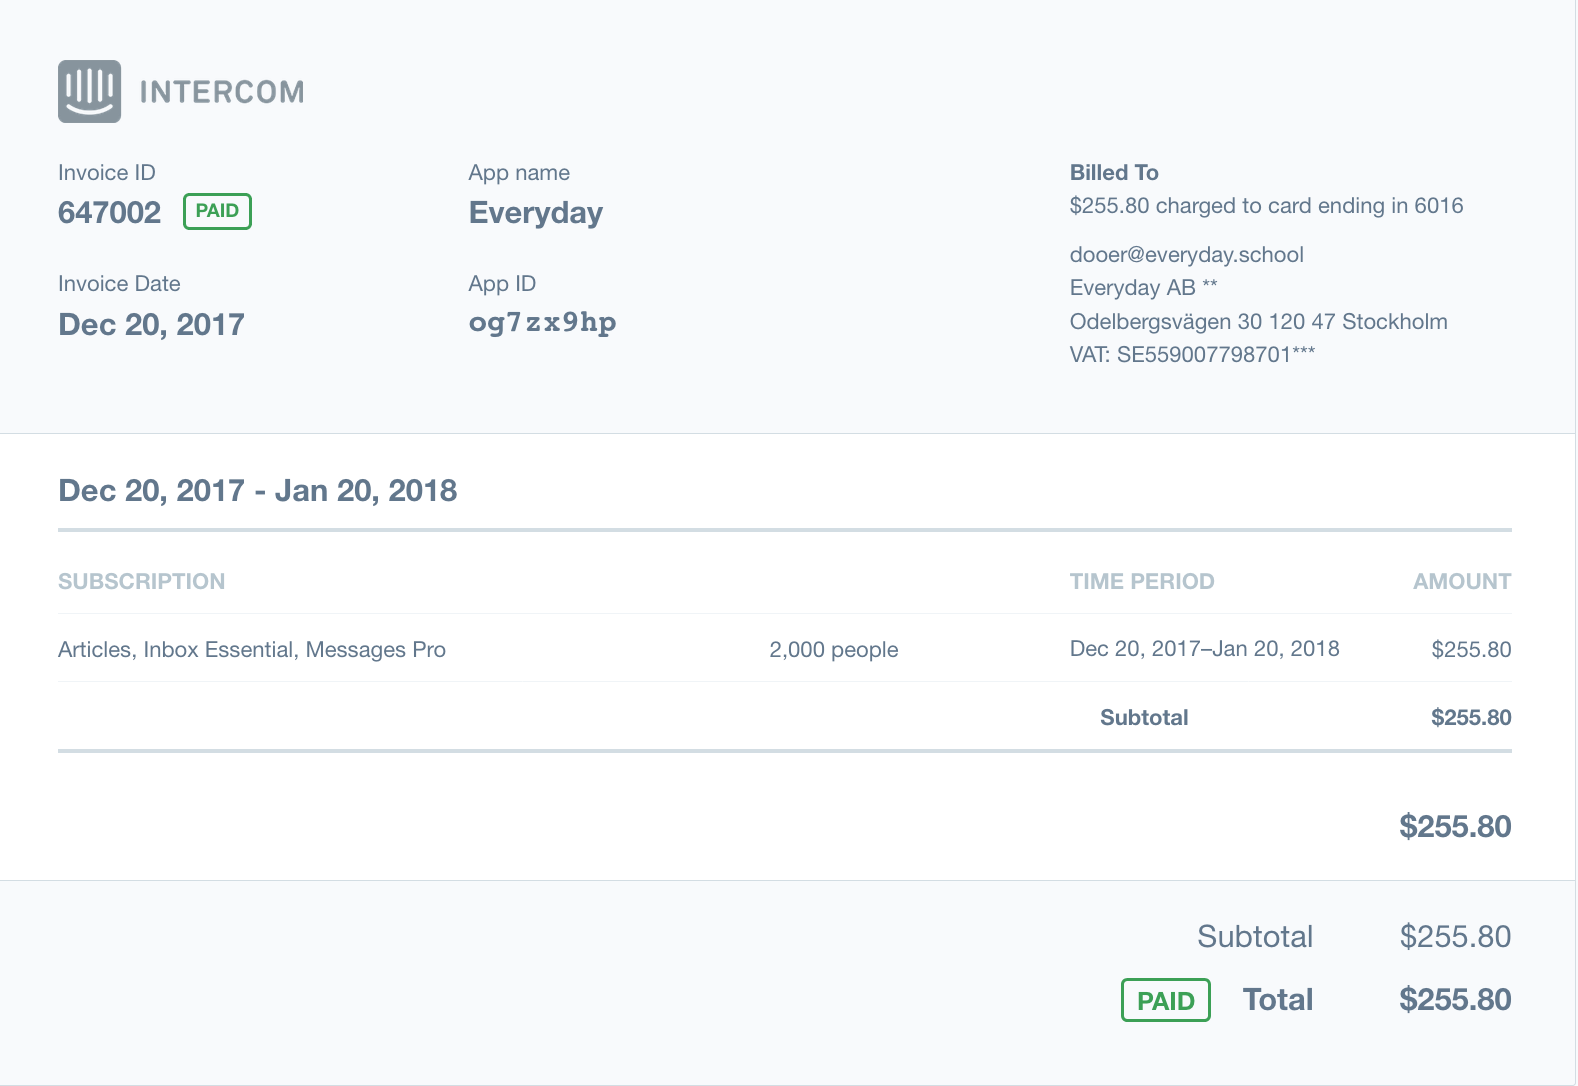 INTERCOM
Invoice ID
647002 PAID
Invoice Date
Dec 20, 2017
App name
Everyday
App ID
og7zx9hp
Billed To
$255.80 charged to card ending in 6016
dooer@everyday.school
Everyday AB **
Odelbergsvägen 30 120 47 Stockholm
VAT: SE559007798701***
Dec 20, 2017 - Jan 20, 2018
SUBSCRIPTION TIME PERIOD AMOUNT
Articles, Inbox Essential, Messages Pro 2,000 people Dec 20, 2017–Jan 20, 2018 $255.80
Subtotal $255.80
$255.80
Subtotal $255.80
PAID Total $255.80